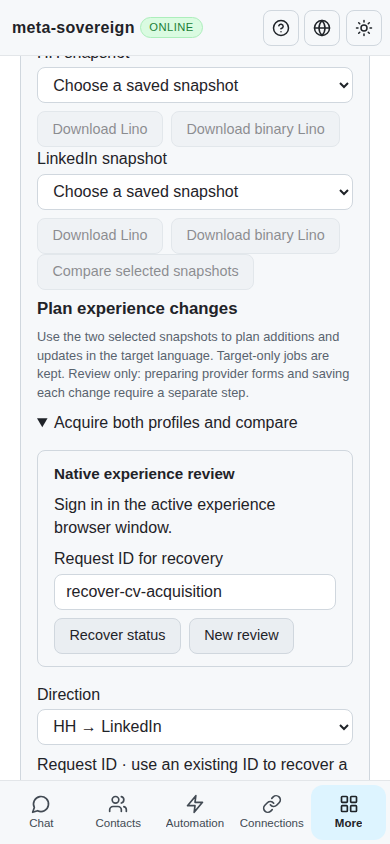 meta-sovereign ONLINE
HH snapshot
Choose a saved snapshot
Download Lino Download binary Lino
LinkedIn snapshot
Choose a saved snapshot
Download Lino Download binary Lino
Compare selected snapshots
Plan experience changes
Use the two selected snapshots to plan additions and
updates in the target language. Target-only jobs are
kept. Review only: preparing provider forms and saving
each change require a separate step.
▼ Acquire both profiles and compare
Native experience review
Sign in in the active experience
browser window.
Request ID for recovery
recover-cv-acquisition
Recover status New review
Direction
HH → LinkedIn
Request ID · use an existing ID to recover a
Chat Contacts Automation Connections More